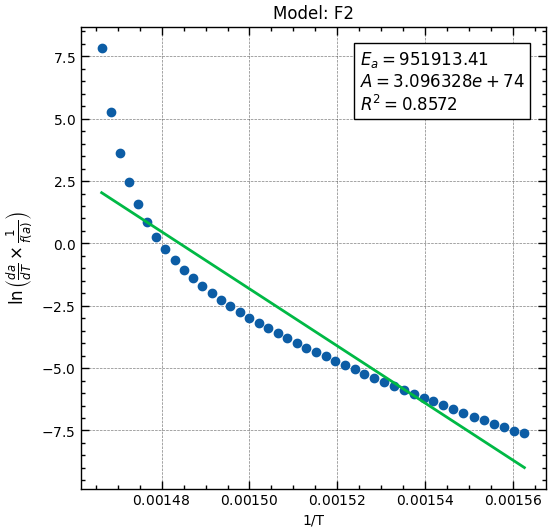 Model: F2
E_a = 951913.41
A = 3.096328e + 74
R^2 = 0.8572
7.5
5.0
2.5
0.0
−2.5
−5.0
−7.5
ln(da/dT × 1/f(a))
0.00148 0.00150 0.00152 0.00154 0.00156
1/T